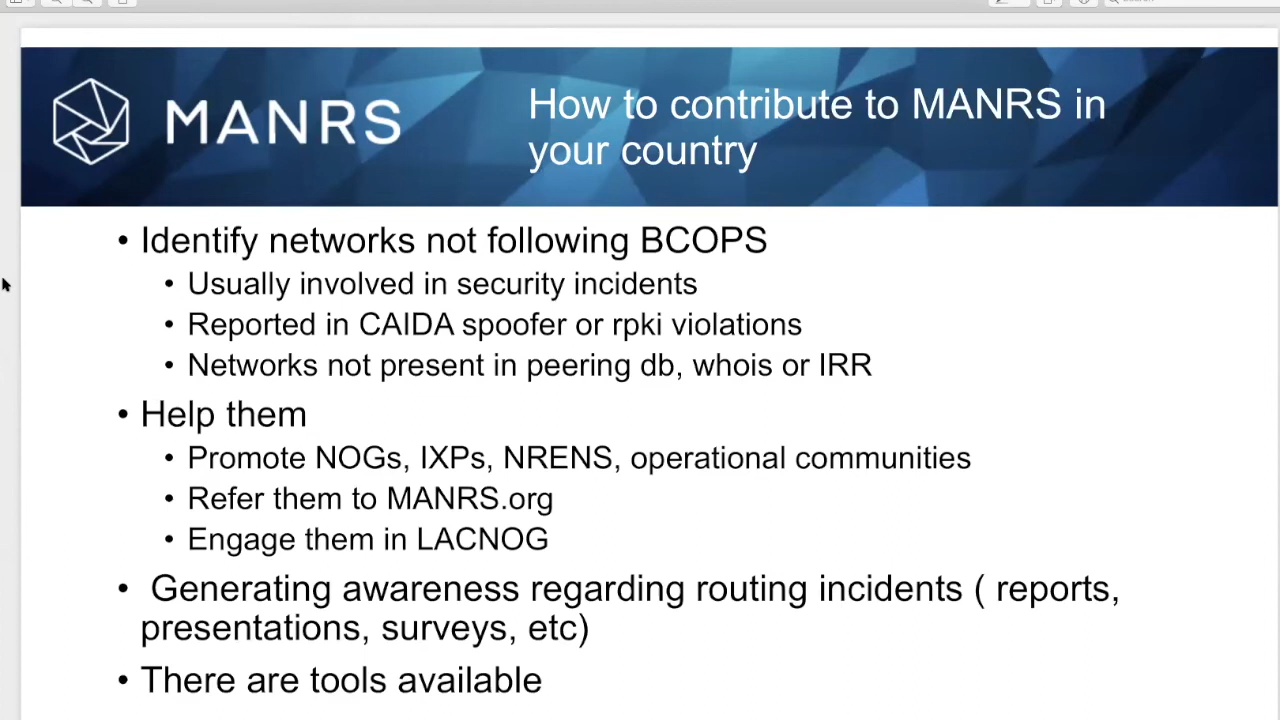 MANRS
How to contribute to MANRS in
your country
• Identify networks not following BCOPS
• Usually involved in security incidents
• Reported in CAIDA spoofer or rpki violations
• Networks not present in peering db, whois or IRR
• Help them
• Promote NOGs, IXPs, NRENS, operational communities
• Refer them to MANRS.org
• Engage them in LACNOG
• Generating awareness regarding routing incidents ( reports,
presentations, surveys, etc)
• There are tools available